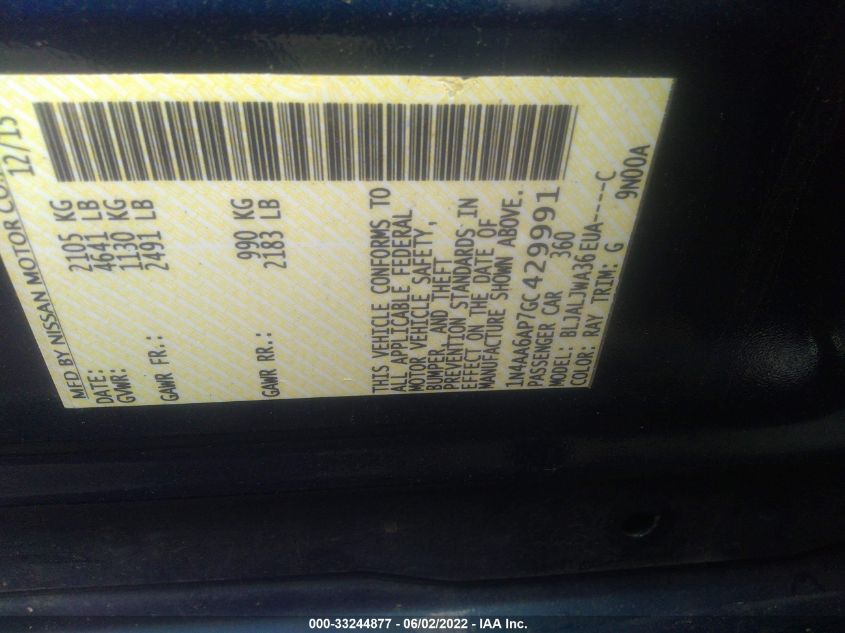 MFD BY NISSAN MOTOR CO.
DATE: 12/15
GVWR: 2105 KG
4641 LB
GAWR FR.: 1130 KG
2491 LB
GAWR RR.: 990 KG
2183 LB
THIS VEHICLE CONFORMS TO
ALL APPLICABLE FEDERAL
MOTOR VEHICLE SAFETY,
BUMPER, AND THEFT
PREVENTION STANDARDS IN
EFFECT ON THE DATE OF
MANUFACTURE SHOWN ABOVE.
1N4AA6AP7GC429991
PASSENGER CAR 360
MODEL: BLJALJWA36EUA----C
COLOR: RAY TRIM: G 9N00A
000-33244877 - 06/02/2022 - IAA Inc.